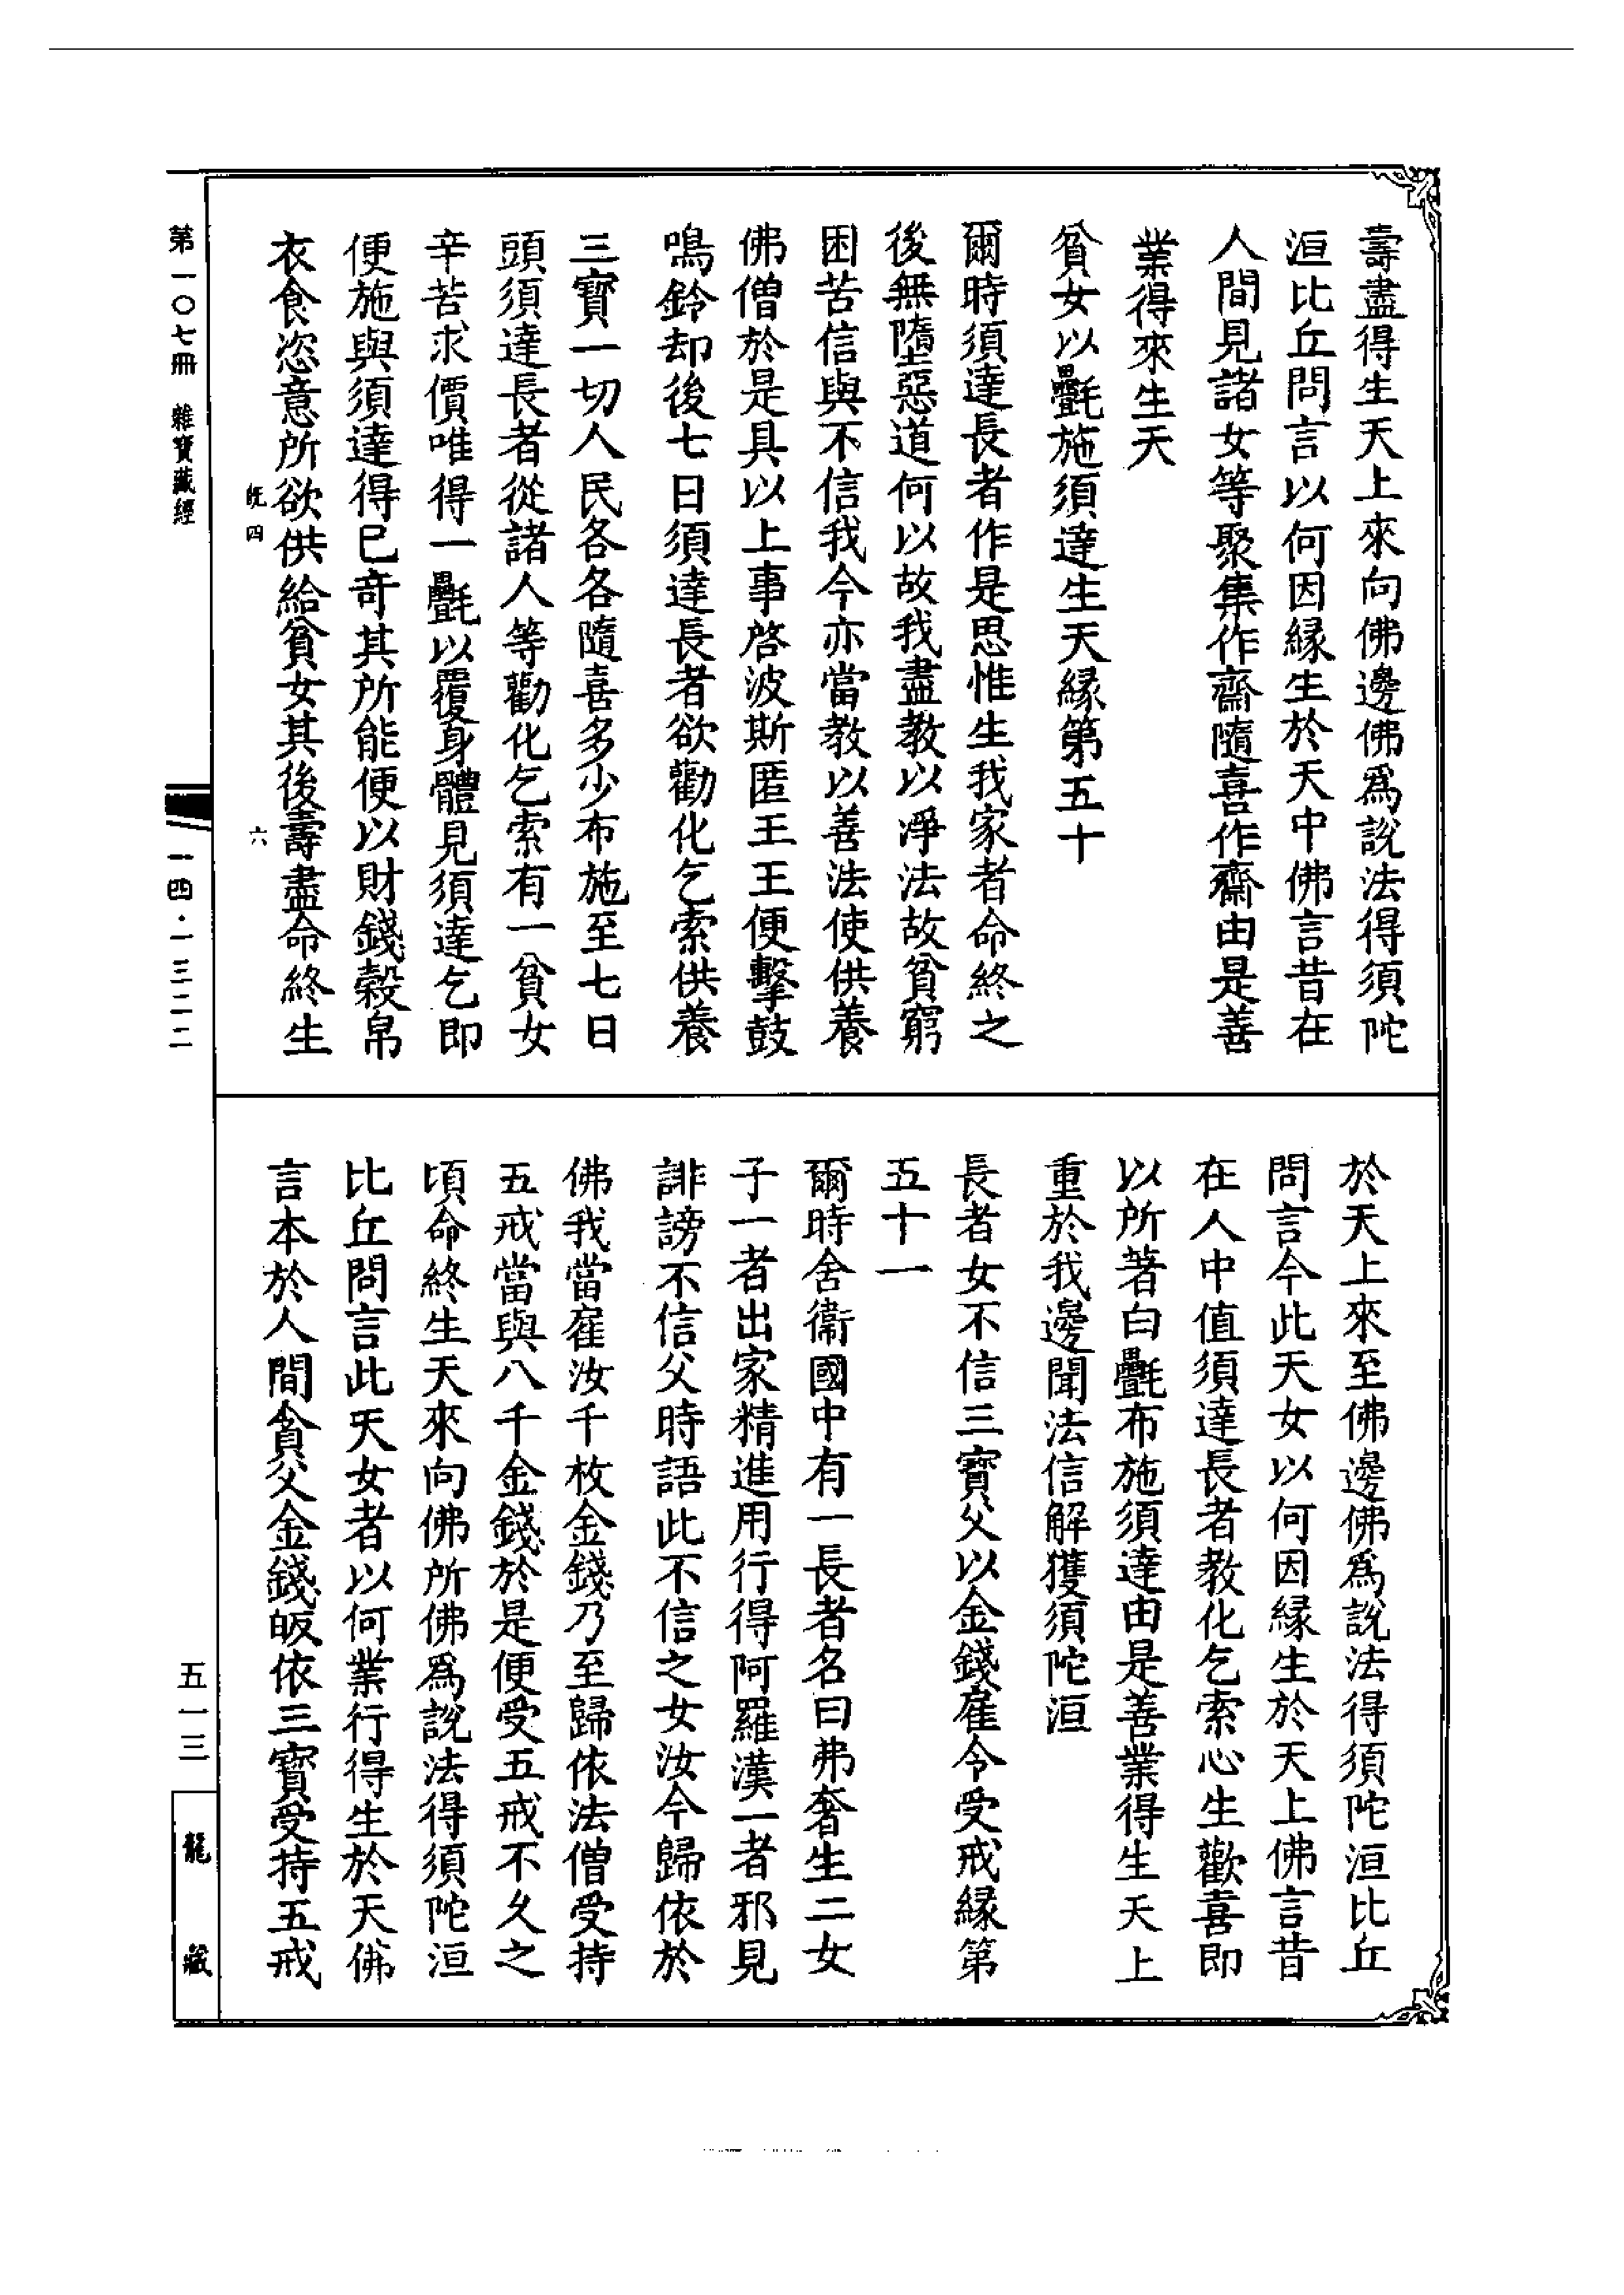 壽盡得生天上來向佛邊佛爲說法得須陀
洹比丘問言以何因緣生於天中佛言昔在
人間見諸女等聚集作齋隨喜作齋由是善
業得來生天
貧女以㲲施須達生天緣第五十
爾時須達長者作是思惟生我家者命終之
後無墮惡道何以故我盡教以淨法故貧窮
困苦信與不信我今亦當教以善法使供養
佛僧於是具以上事啓波斯匿王王便擊鼓
鳴鈴却後七日須達長者欲勸化乞索供養
三寶一切人民各各隨喜多少布施至七日
頭須達長者從諸人等勸化乞索有一貧女
辛苦求價唯得一㲲以覆身體見須達乞即
便施與須達得已奇其所能便以財錢穀帛
衣食恣意所欲供給貧女其後壽盡命終生
旣四
六
於天上來至佛邊佛爲說法得須陀洹比丘
問言今此天女以何因緣生於天上佛言昔
在人中值須達長者教化乞索心生歡喜即
以所著白㲲布施須達由是善業得生天上
重於我邊聞法信解獲須陀洹
長者女不信三寶父以金錢雇令受戒緣第
五十一
爾時舍衞國中有一長者名曰弗奢生二女
子一者出家精進用行得阿羅漢一者邪見
誹謗不信父時語此不信之女汝今歸依於
佛我當雇汝千枚金錢乃至歸依法僧受持
五戒當與八千金錢於是便受五戒不久之
頃命終生天來向佛所佛爲說法得須陀洹
比丘問言此天女者以何業行得生於天佛
言本於人間貪父金錢皈依三寶受持五戒
第一〇七冊 雜寶藏經
一四·一三二二
五一三
龍藏